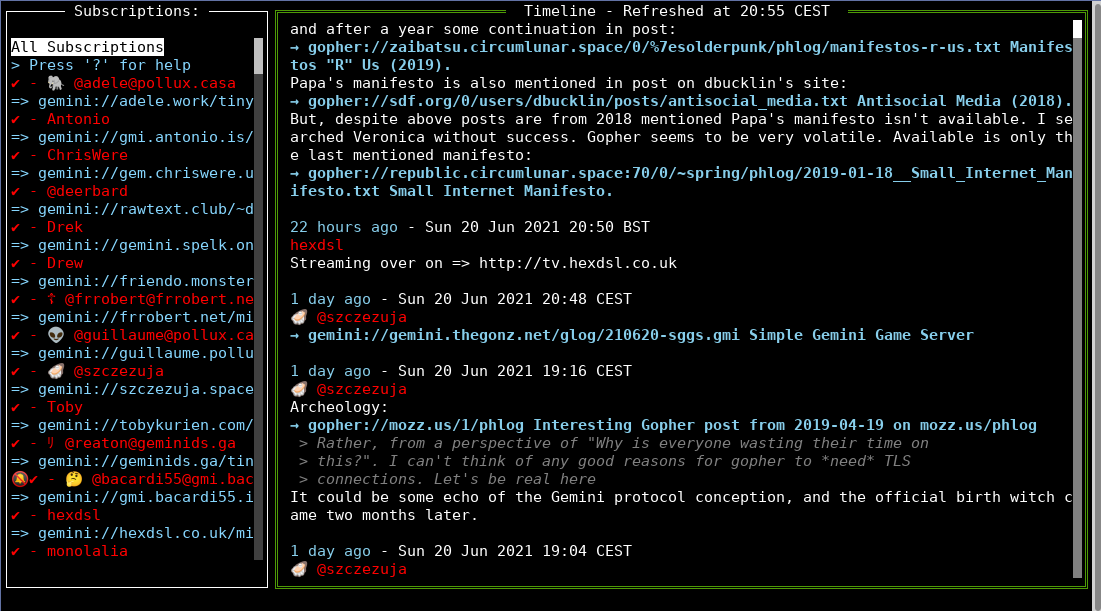 Subscriptions:
All Subscriptions
> Press '?' for help
✔ - 🐘 @adele@pollux.casa
=> gemini://adele.work/tiny
✔ - Antonio
=> gemini://gmi.antonio.is/
✔ - ChrisWere
=> gemini://gem.chriswere.u
✔ - @deerbard
=> gemini://rawtext.club/~d
✔ - Drek
=> gemini://gemini.spelk.on
✔ - Drew
=> gemini://friendo.monster
✔ - ↑ @frrobert@frrobert.ne
=> gemini://frrobert.net/mi
✔ - 👽 @guillaume@pollux.ca
=> gemini://guillaume.pollu
✔ - 🦪 @szczezuja
=> gemini://szczezuja.space
✔ - Toby
=> gemini://tobykurien.com/
✔ - り @reaton@geminids.ga
=> gemini://geminids.ga/tin
🔕✔ - 🤔 @bacardi55@gmi.bac
=> gemini://gmi.bacardi55.i
✔ - hexdsl
=> gemini://hexdsl.co.uk/mi
✔ - monolalia
Timeline - Refreshed at 20:55 CEST
and after a year some continuation in post:
→ gopher://zaibatsu.circumlunar.space/0/%7esolderpunk/phlog/manifestos-r-us.txt Manifes
tos "R" Us (2019).
Papa's manifesto is also mentioned in post on dbucklin's site:
→ gopher://sdf.org/0/users/dbucklin/posts/antisocial_media.txt Antisocial Media (2018).
But, despite above posts are from 2018 mentioned Papa's manifesto isn't available. I se
arched Veronica without success. Gopher seems to be very volatile. Available is only th
e last mentioned manifesto:
→ gopher://republic.circumlunar.space:70/0/~spring/phlog/2019-01-18__Small_Internet_Man
ifesto.txt Small Internet Manifesto.
22 hours ago - Sun 20 Jun 2021 20:50 BST
hexdsl
Streaming over on => http://tv.hexdsl.co.uk
1 day ago - Sun 20 Jun 2021 20:48 CEST
🦪 @szczezuja
→ gemini://gemini.thegonz.net/glog/210620-sggs.gmi Simple Gemini Game Server
1 day ago - Sun 20 Jun 2021 19:16 CEST
🦪 @szczezuja
Archeology:
→ gopher://mozz.us/1/phlog Interesting Gopher post from 2019-04-19 on mozz.us/phlog
> Rather, from a perspective of "Why is everyone wasting their time on
> this?". I can't think of any good reasons for gopher to *need* TLS
> connections. Let's be real here
It could be some echo of the Gemini protocol conception, and the official birth witch c
ame two months later.
1 day ago - Sun 20 Jun 2021 19:04 CEST
🦪 @szczezuja